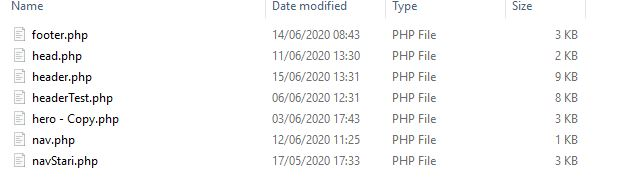 Name Date modified Type Size
footer.php 14/06/2020 08:43 PHP File 3 KB
head.php 11/06/2020 13:30 PHP File 2 KB
header.php 15/06/2020 13:31 PHP File 9 KB
headerTest.php 06/06/2020 12:31 PHP File 8 KB
hero - Copy.php 03/06/2020 17:43 PHP File 3 KB
nav.php 12/06/2020 11:25 PHP File 1 KB
navStari.php 17/05/2020 17:33 PHP File 3 KB